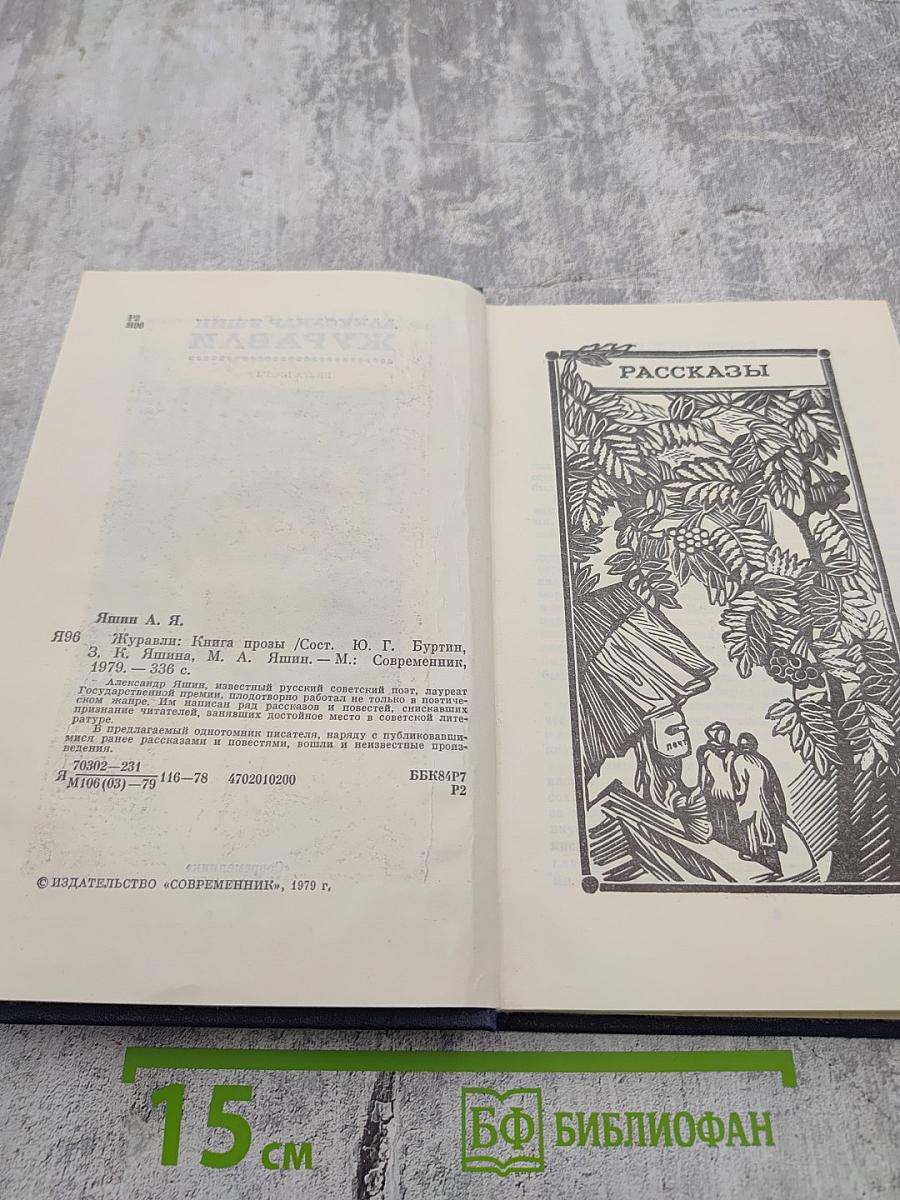 Р2
Я96
Яшин А. Я.
Я96 Журавли: Книга прозы /Сост. Ю. Г. Буртин,
З. К. Яшина, М. А. Яшин. — М.: Современник,
1979. — 336 с.
Александр Яшин, известный русский советский поэт, лауреат
Государственной премии, плодотворно работал не только в поэтиче-
ском жанре. Им написан ряд рассказов и повестей, снискавших
признание читателей, занявших достойное место в советской лите-
ратуре.
В предлагаемый однотомник писателя, наряду с публиковавши-
мися ранее рассказами и повестями, вошли и неизвестные произ-
ведения.
Я 70302—231
М106(03)—79 116—78 4702010200 ББК84Р7
Р2
© ИЗДАТЕЛЬСТВО «СОВРЕМЕННИК», 1979 г.
РАССКАЗЫ
ПОЧТ
15 см
БФ БИБЛИОФАН